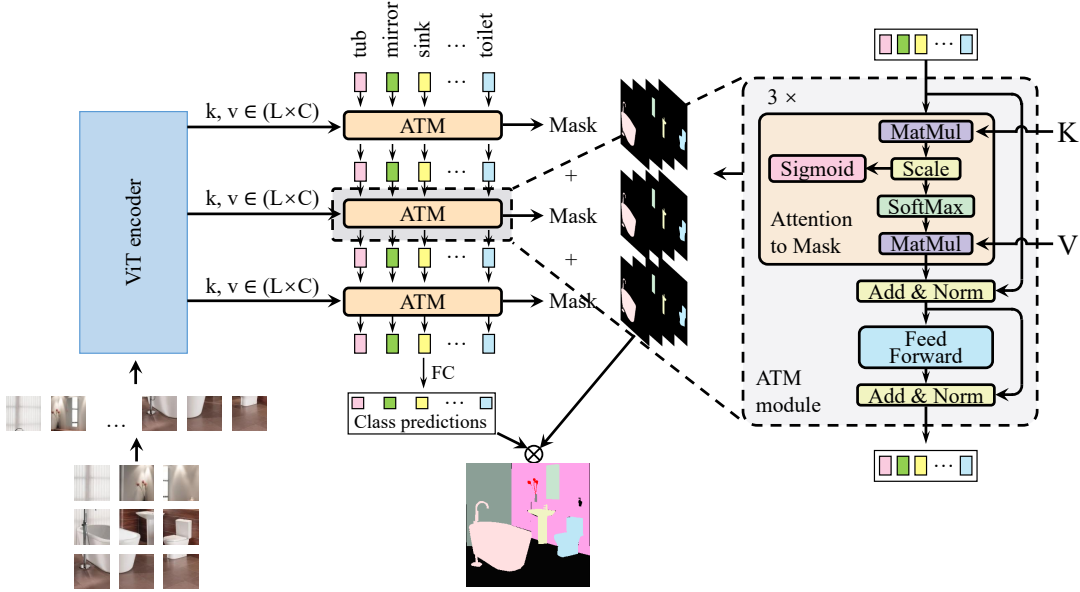 tub
mirror
sink
...
toilet
k, v ∈ (L×C)
ATM
Mask
+
k, v ∈ (L×C)
ATM
Mask
+
k, v ∈ (L×C)
ATM
Mask
ViT encoder
FC
...
Class predictions
...
3 ×
MatMul
K
Sigmoid
Scale
SoftMax
Attention
to Mask
MatMul
V
Add & Norm
Feed
Forward
ATM
module
Add & Norm